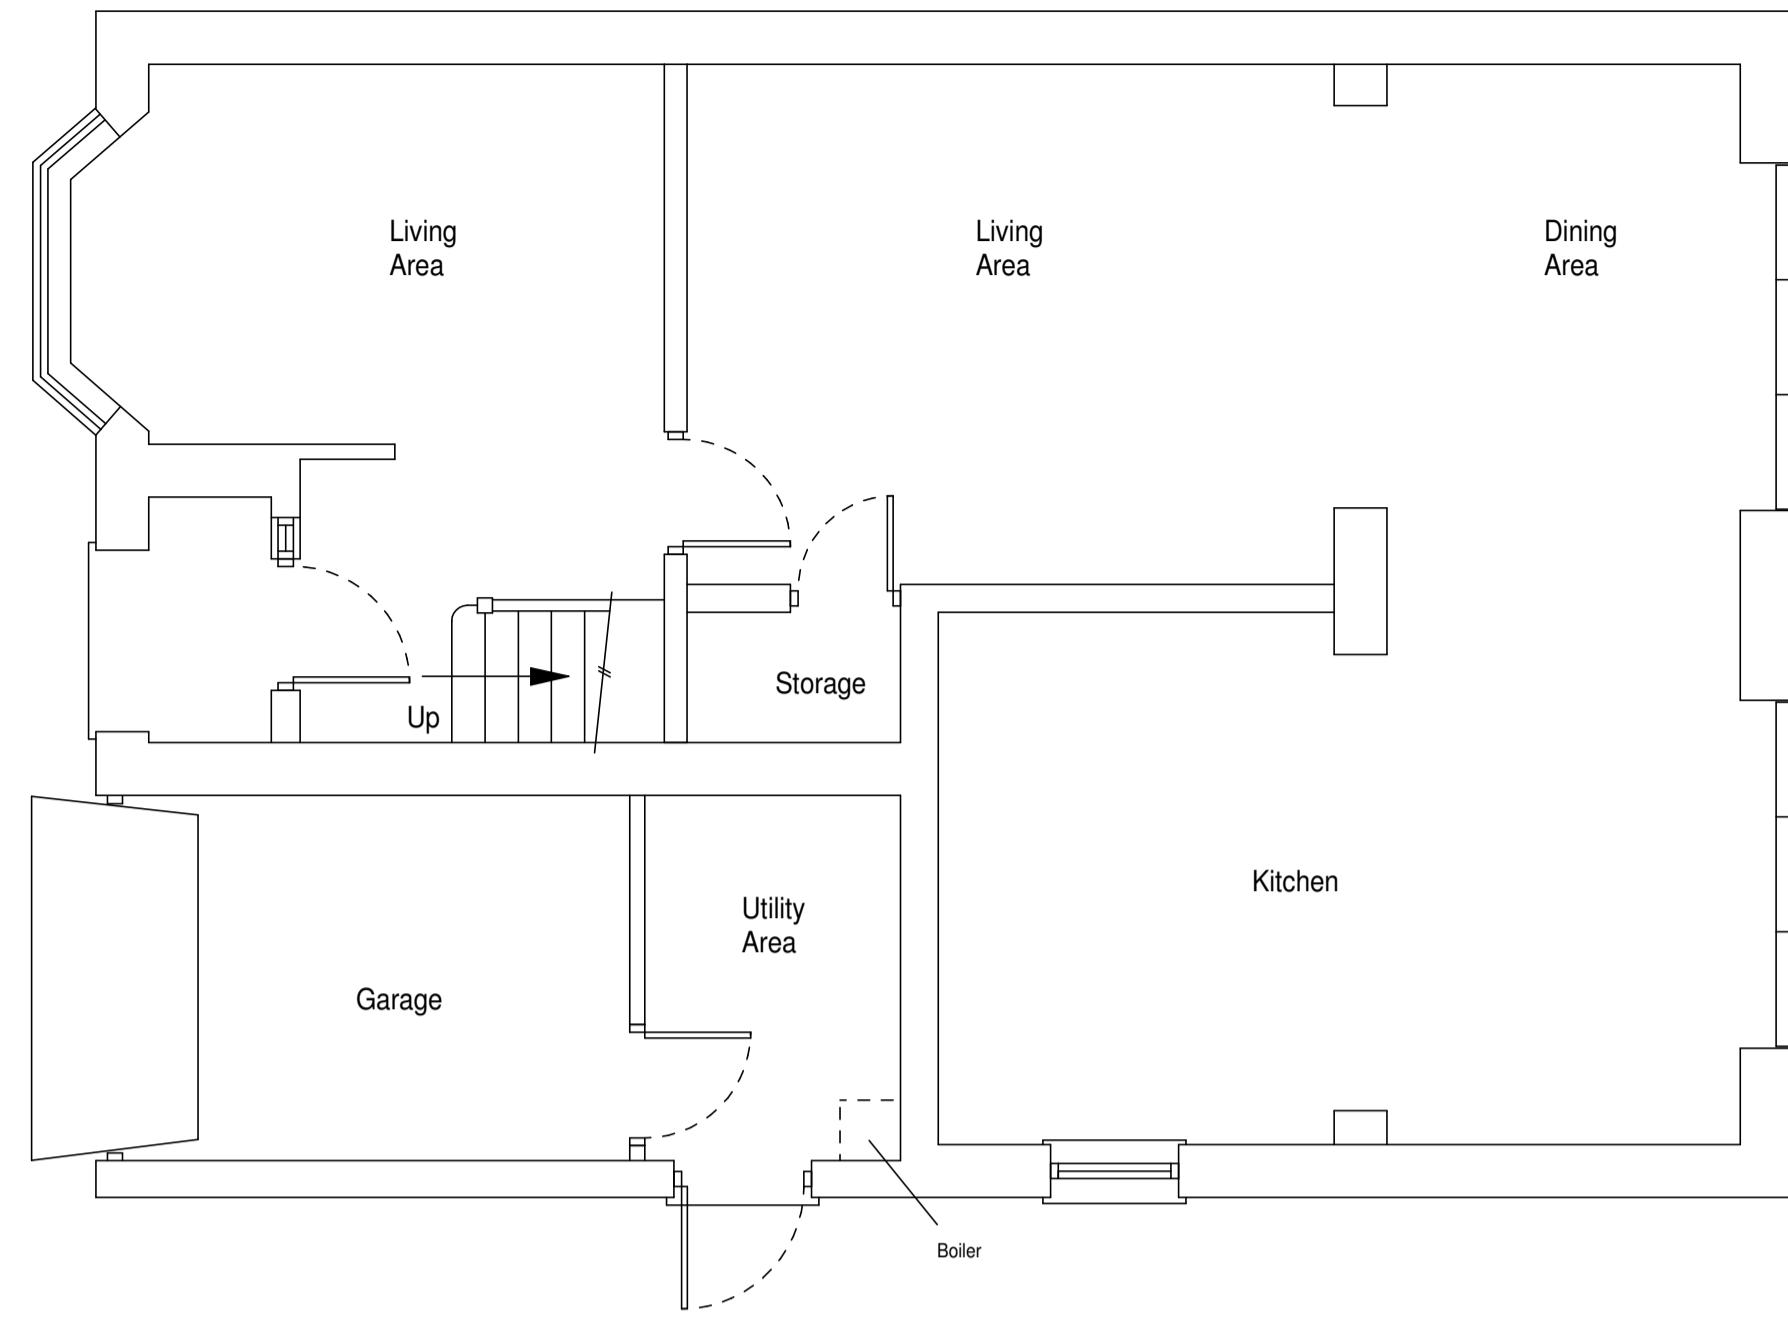 Living
Area
Living
Area
Dining
Area
Storage
Up
Kitchen
Utility
Area
Garage
Boiler